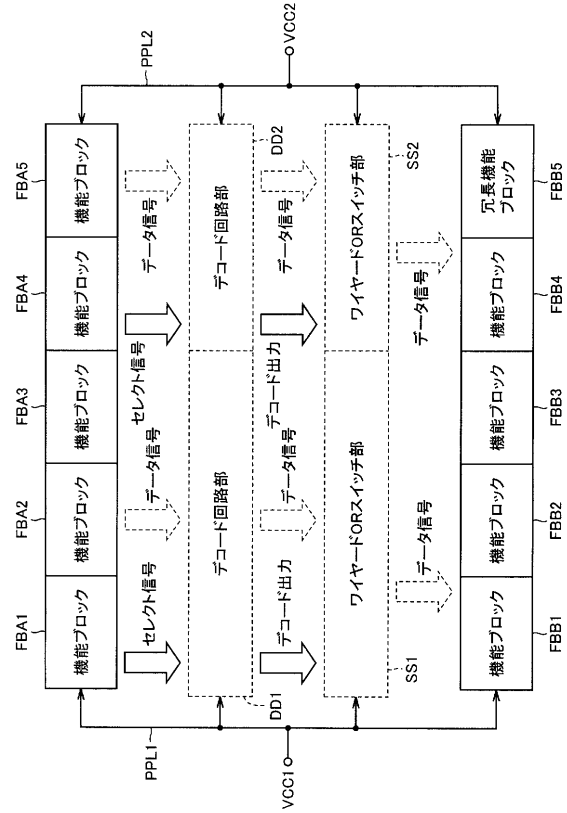 FBA1
FBA2
FBA3
FBA4
FBA5
PPL1
機能ブロック
機能ブロック
機能ブロック
機能ブロック
機能ブロック
PPL2
セレクト信号
データ信号
セレクト信号
データ信号
DD1
デコード回路部
デコード回路部
DD2
VCC1
VCC2
デコード出力
データ信号
デコード出力
データ信号
SS1
ワイヤードORスイッチ部
ワイヤードORスイッチ部
SS2
データ信号
データ信号
機能ブロック
機能ブロック
機能ブロック
機能ブロック
冗長機能
ブロック
FBB1
FBB2
FBB3
FBB4
FBB5